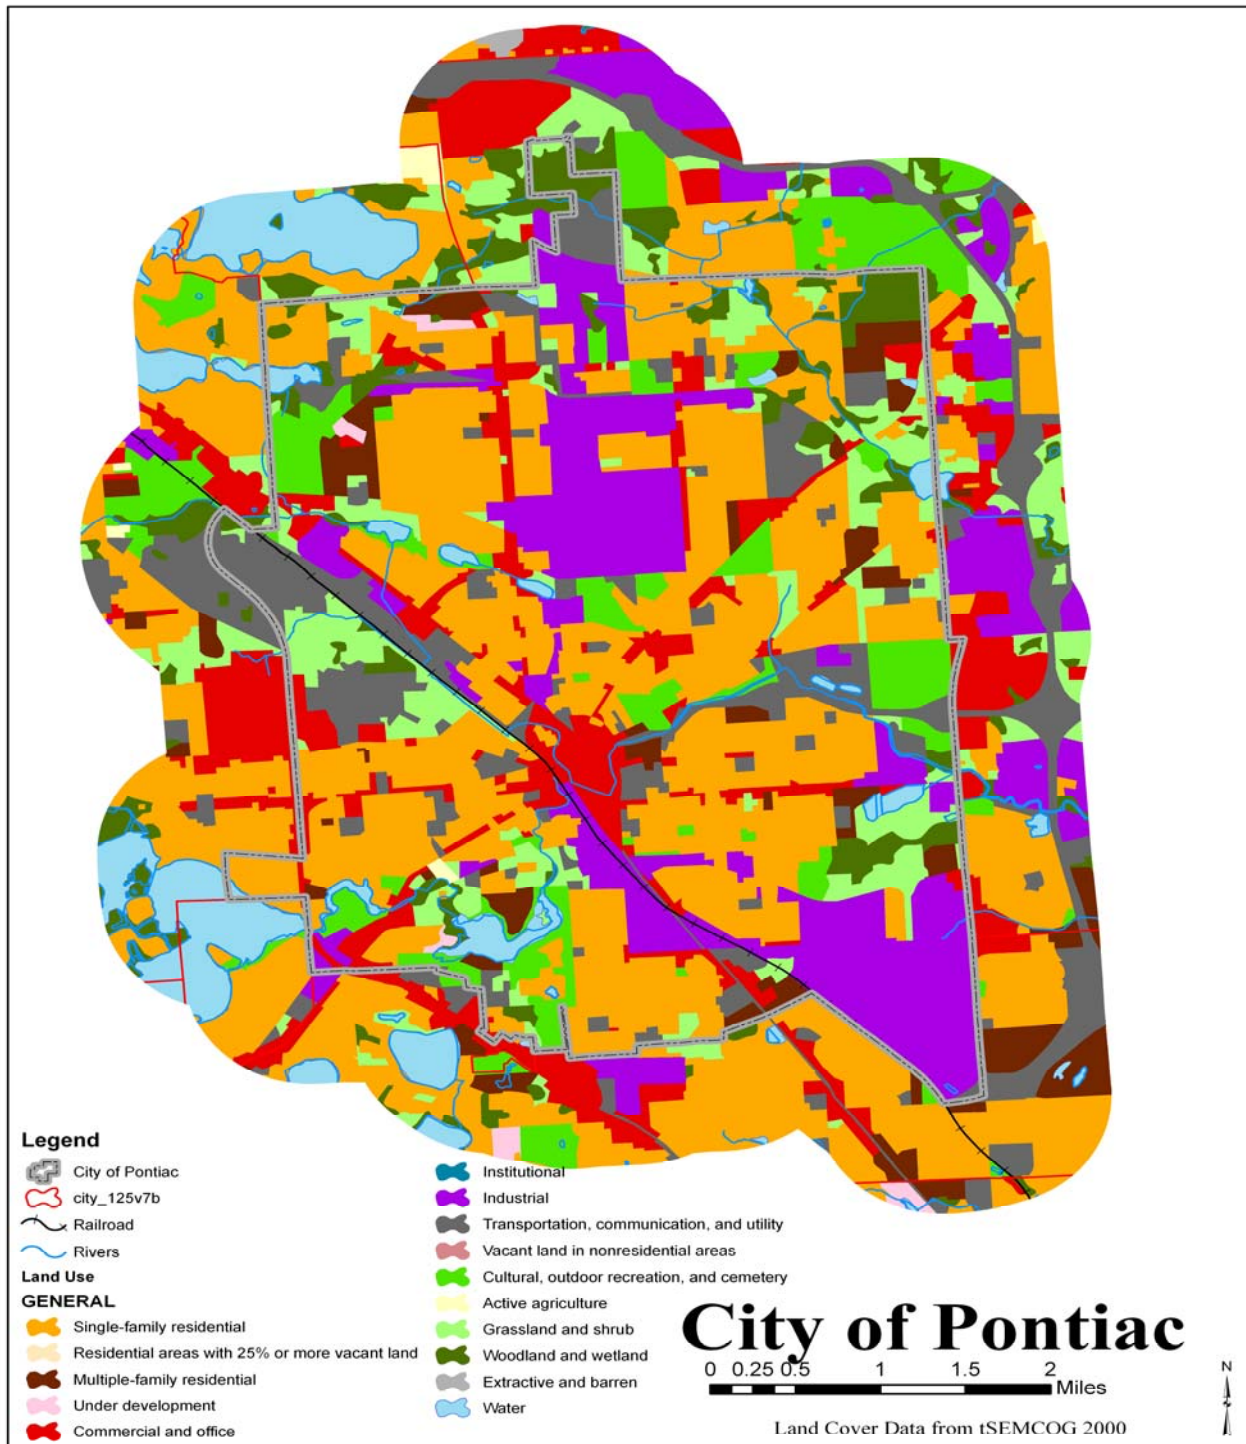 Legend
City of Pontiac
city_125v7b
Railroad
Rivers
Land Use
GENERAL
Single-family residential
Residential areas with 25% or more vacant land
Multiple-family residential
Under development
Commercial and office
Institutional
Industrial
Transportation, communication, and utility
Vacant land in nonresidential areas
Cultural, outdoor recreation, and cemetery
Active agriculture
Grassland and shrub
Woodland and wetland
Extractive and barren
Water
City of Pontiac
0 0.25 0.5 1 1.5 2
Miles
Land Cover Data from tSEMCOG 2000
N